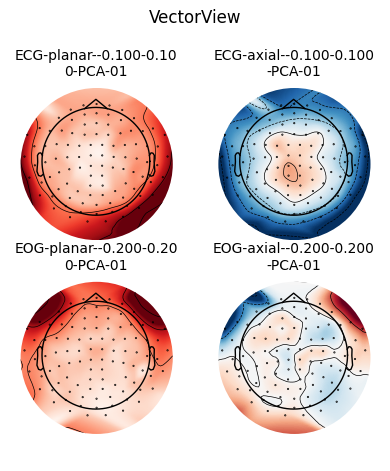 VectorView
ECG-planar--0.100-0.10
0-PCA-01
ECG-axial--0.100-0.100
-PCA-01
EOG-planar--0.200-0.20
0-PCA-01
EOG-axial--0.200-0.200
-PCA-01